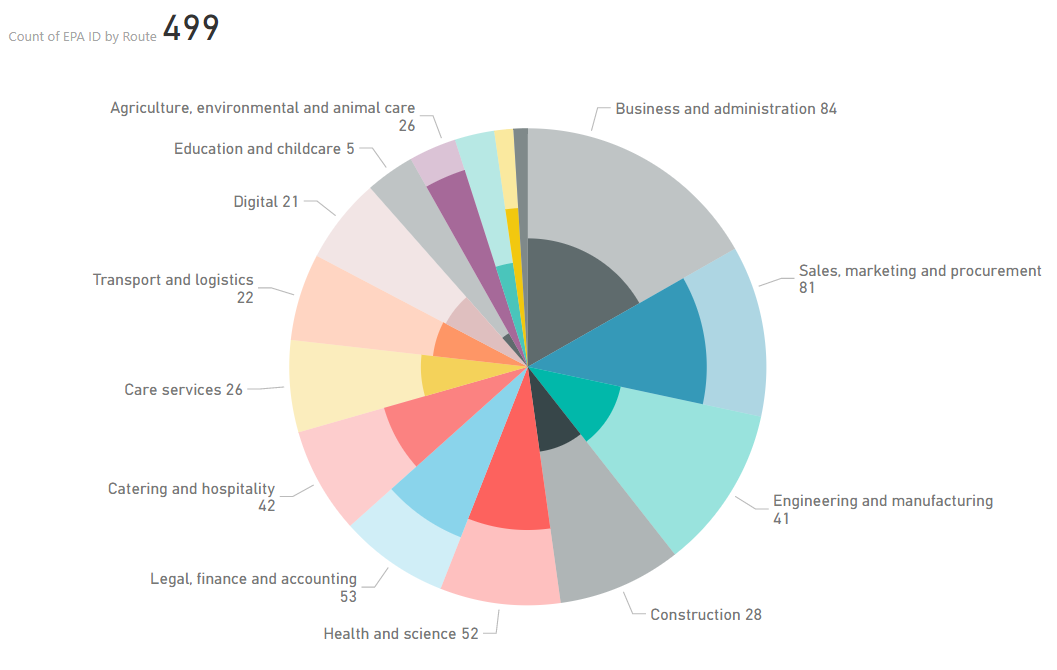 Count of EPA ID by Route 499
Agriculture, environmental and animal care
26
Business and administration 84
Education and childcare 5
Digital 21
Sales, marketing and procurement
81
Transport and logistics
22
Care services 26
Catering and hospitality
42
Engineering and manufacturing
41
Legal, finance and accounting
53
Construction 28
Health and science 52